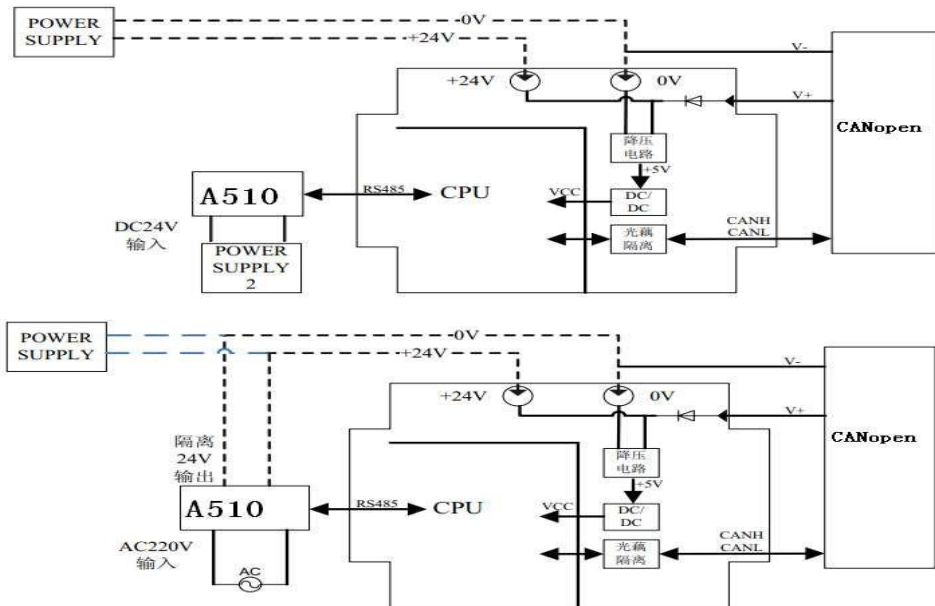 POWER
SUPPLY
0V
+24V
V-
+24V
0V
V+
CANopen
降压
电路
+5V
A510
RS485
CPU
VCC
DC/
DC
DC24V
输入
光藕
隔离
CANH
CANL
POWER
SUPPLY
2
POWER
SUPPLY
0V
+24V
V-
+24V
0V
V+
CANopen
隔离
24V
输出
降压
电路
+5V
A510
RS485
CPU
VCC
DC/
DC
AC220V
输入
光藕
隔离
CANH
CANL
AC